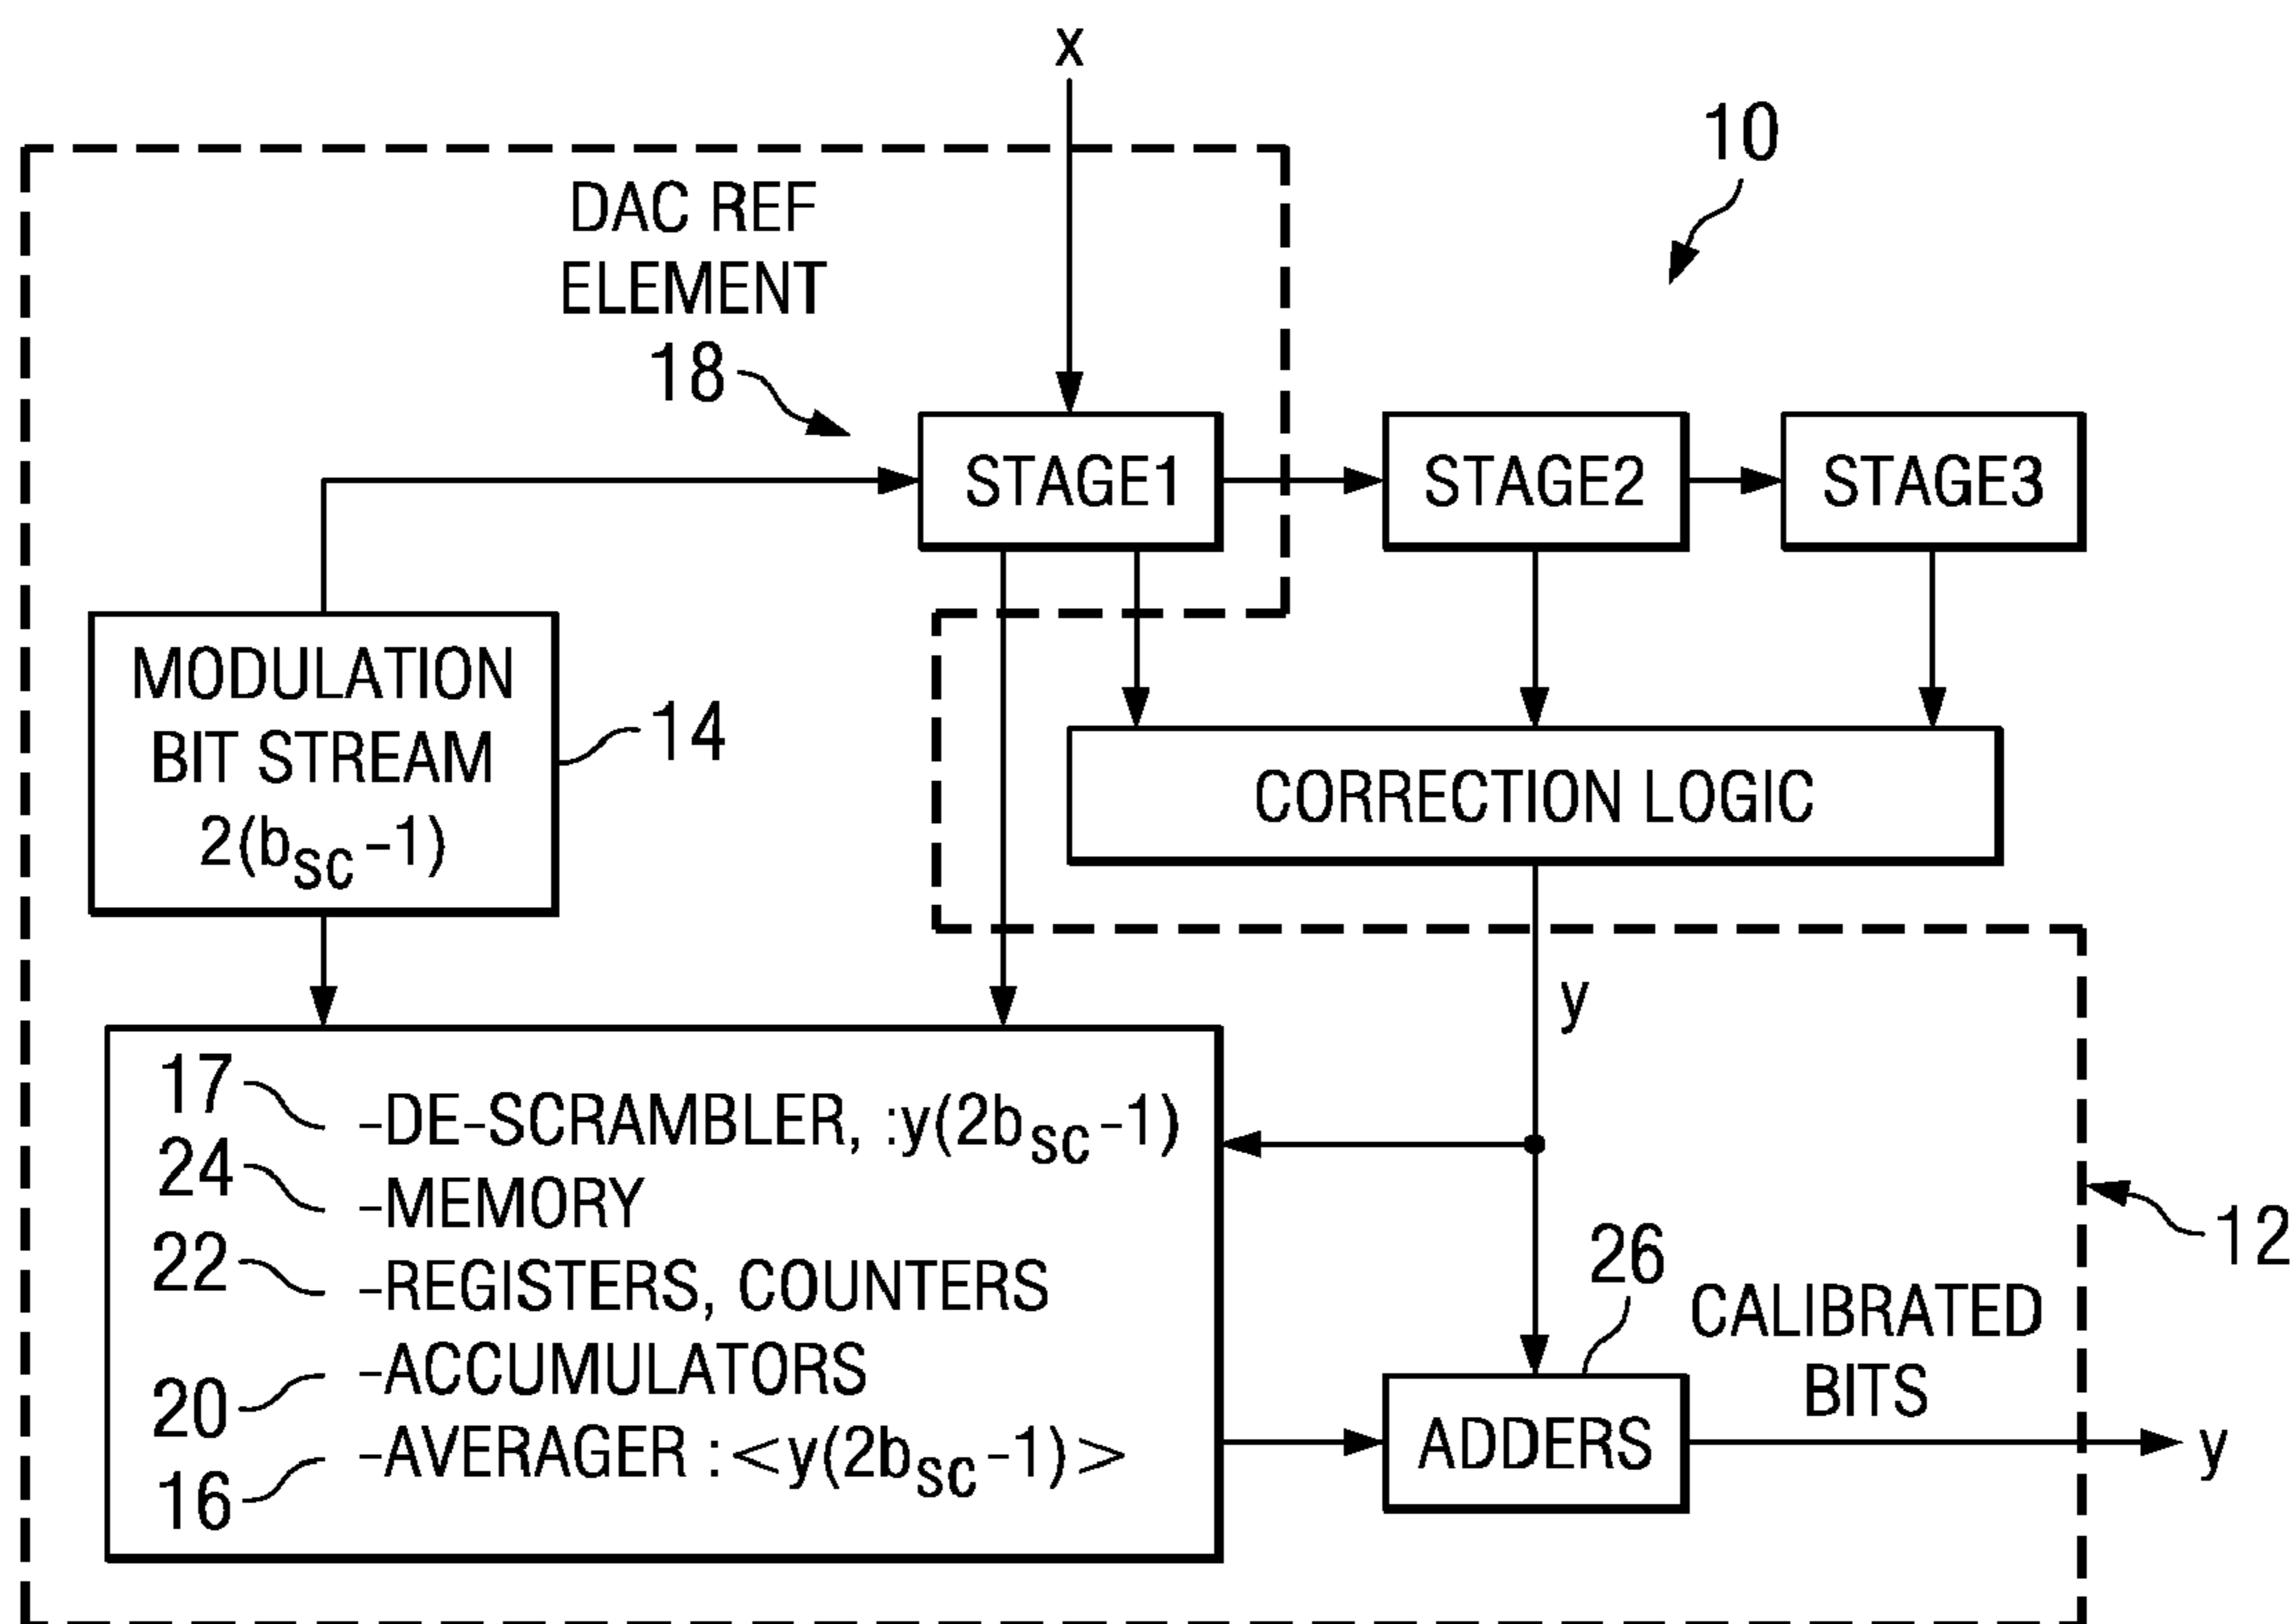 x
10
DAC REF
ELEMENT
18
STAGE1
STAGE2
STAGE3
MODULATION
BIT STREAM
2(bSC-1)
14
CORRECTION LOGIC
y
17
-DE-SCRAMBLER, :y(2bSC-1)
24
-MEMORY
22
-REGISTERS, COUNTERS
20
-ACCUMULATORS
16
-AVERAGER :<y(2bSC-1)>
26
ADDERS
CALIBRATED
BITS
y
12